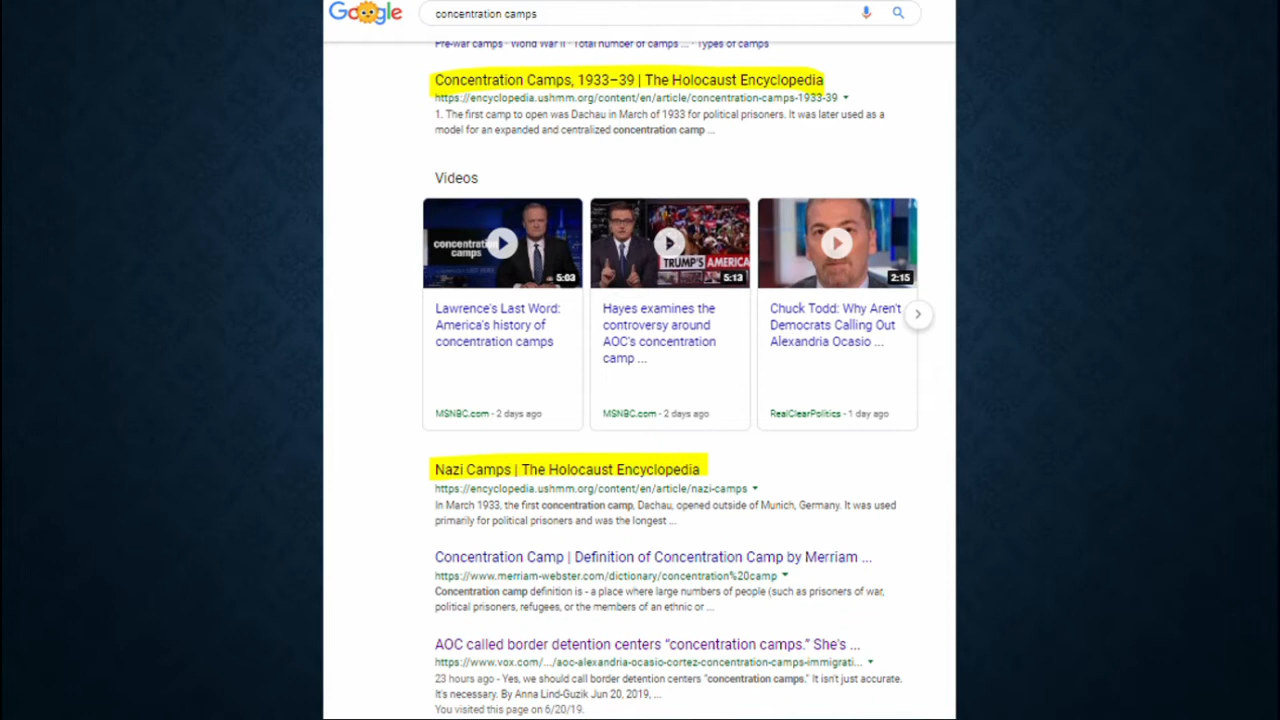 Google
concentration camps
Pre-war camps · World War II · Total number of camps ... · Types of camps
Concentration Camps, 1933–39 | The Holocaust Encyclopedia
https://encyclopedia.ushmm.org/content/en/article/concentration-camps-1933-39
1. The first camp to open was Dachau in March of 1933 for political prisoners. It was later used as a
model for an expanded and centralized concentration camp ...
Videos
concentration
camps
5:03
TRUMP'S AMERICA
5:13
2:15
Lawrence's Last Word:
America's history of
concentration camps
MSNBC.com - 2 days ago
Hayes examines the
controversy around
AOC's concentration
camp ...
MSNBC.com - 2 days ago
Chuck Todd: Why Aren't
Democrats Calling Out
Alexandria Ocasio ...
RealClearPolitics - 1 day ago
Nazi Camps | The Holocaust Encyclopedia
https://encyclopedia.ushmm.org/content/en/article/nazi-camps
In March 1933, the first concentration camp, Dachau, opened outside of Munich, Germany. It was used
primarily for political prisoners and was the longest ...
Concentration Camp | Definition of Concentration Camp by Merriam ...
https://www.merriam-webster.com/dictionary/concentration%20camp
Concentration camp definition is - a place where large numbers of people (such as prisoners of war,
political prisoners, refugees, or the members of an ethnic or ...
AOC called border detention centers “concentration camps.” She's ...
https://www.vox.com/.../aoc-alexandria-ocasio-cortez-concentration-camps-immigrati...
23 hours ago - Yes, we should call border detention centers “concentration camps.” It isn't just accurate.
It's necessary. By Anna Lind-Guzik Jun 20, 2019, ...
You visited this page on 6/20/19.